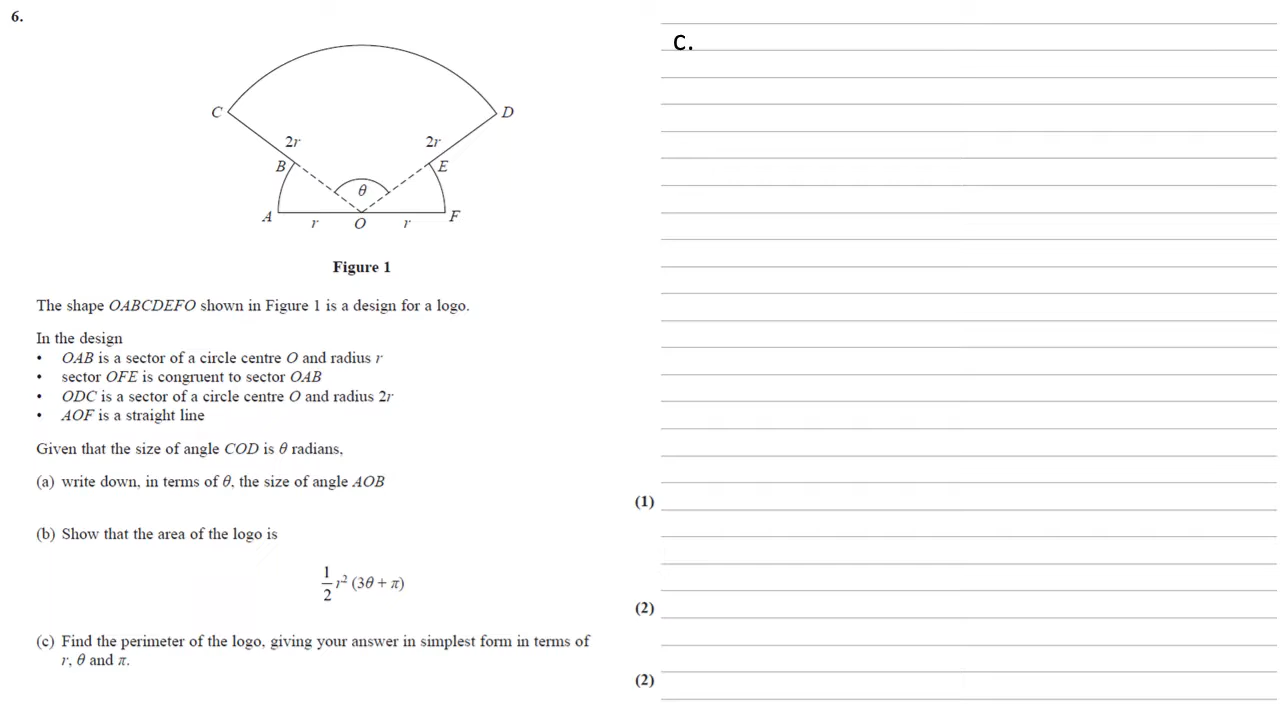 6.
C
D
2r
2r
B
E
θ
A
F
r
O
r
Figure 1
The shape OABCDEFO shown in Figure 1 is a design for a logo.
In the design
• OAB is a sector of a circle centre O and radius r
• sector OFE is congruent to sector OAB
• ODC is a sector of a circle centre O and radius 2r
• AOF is a straight line
Given that the size of angle COD is θ radians,
(a) write down, in terms of θ, the size of angle AOB
(1)
(b) Show that the area of the logo is
1/2 r² (3θ + π)
(2)
(c) Find the perimeter of the logo, giving your answer in simplest form in terms of
r, θ and π.
(2)
c.